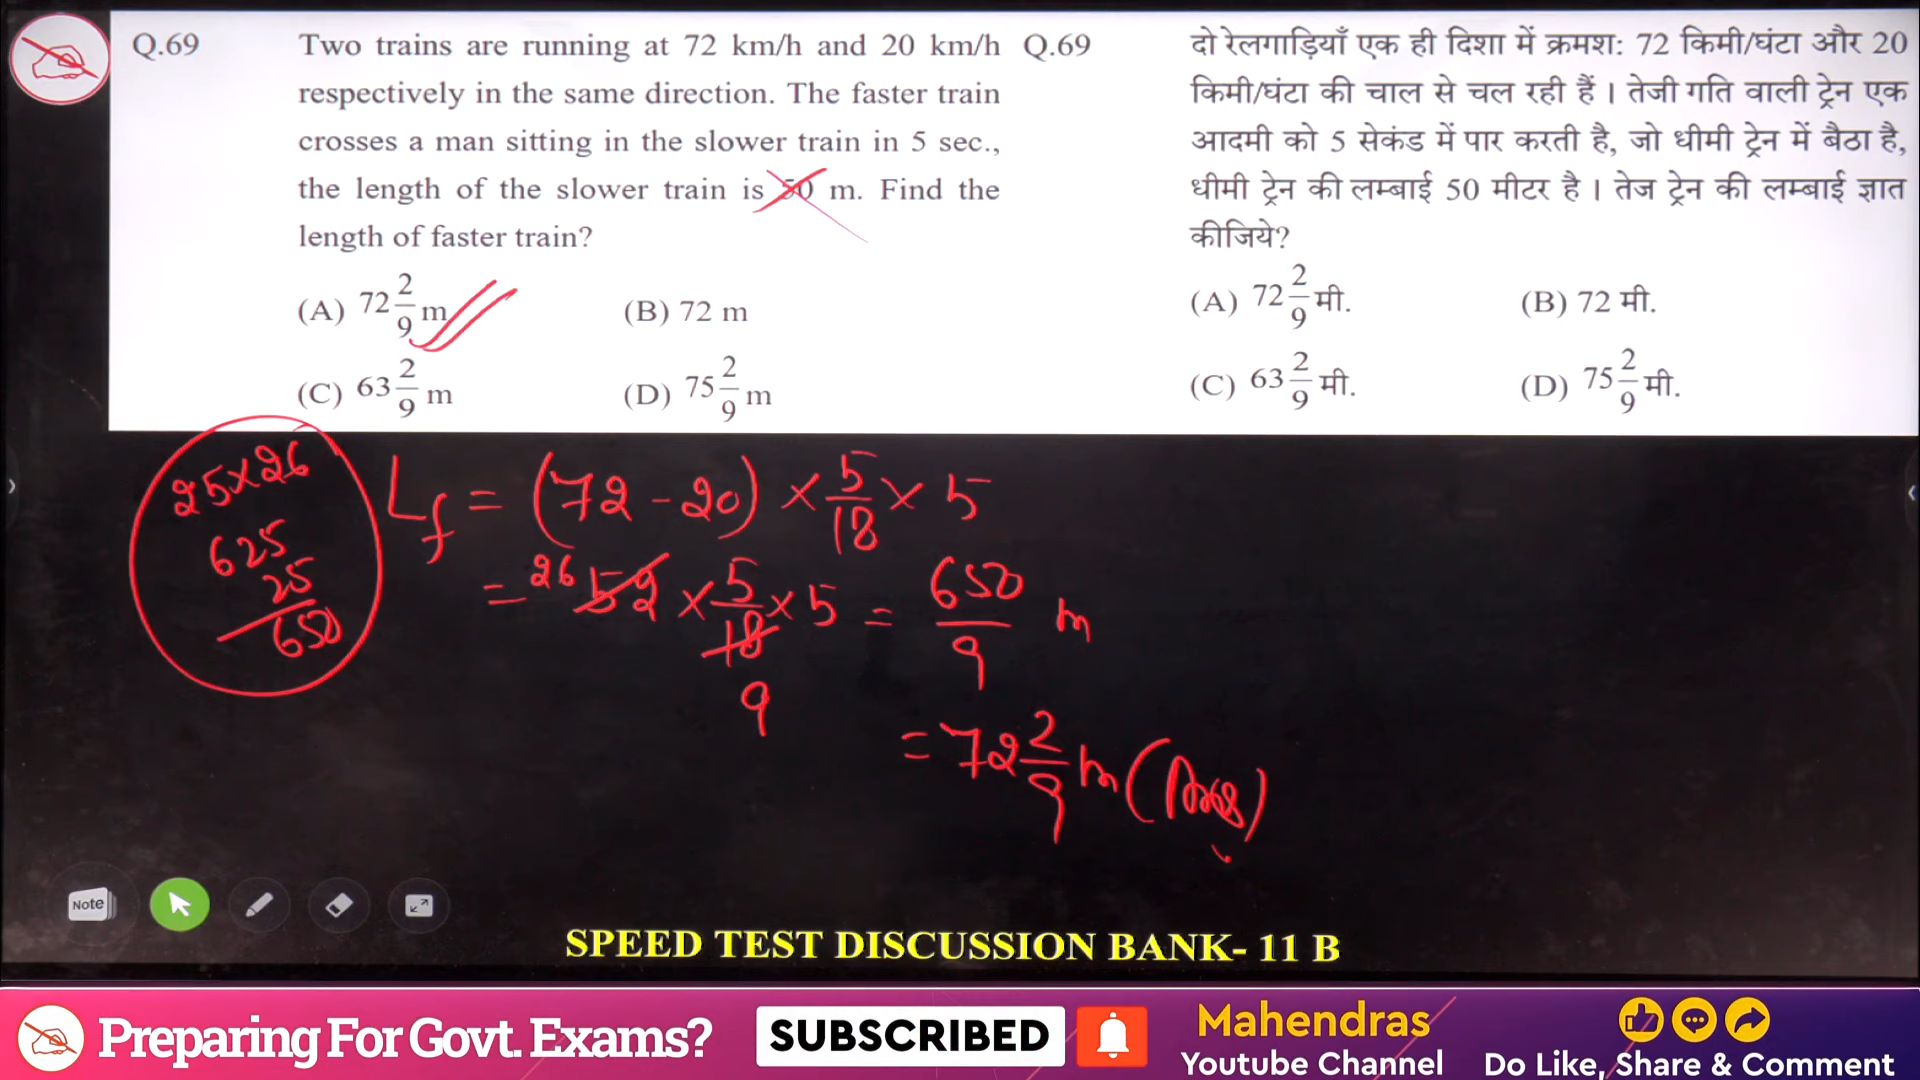 Q.69
Two trains are running at 72 km/h and 20 km/h
respectively in the same direction. The faster train
crosses a man sitting in the slower train in 5 sec.,
the length of the slower train is 50 m. Find the
length of faster train?
(A) 72 2/9 m
(B) 72 m
(C) 63 2/9 m
(D) 75 2/9 m
Q.69
दो रेलगाड़ियाँ एक ही दिशा में क्रमश: 72 किमी/घंटा और 20
किमी/घंटा की चाल से चल रही हैं । तेजी गति वाली ट्रेन एक
आदमी को 5 सेकंड में पार करती है, जो धीमी ट्रेन में बैठा है,
धीमी ट्रेन की लम्बाई 50 मीटर है । तेज ट्रेन की लम्बाई ज्ञात
कीजिये?
(A) 72 2/9 मी.
(B) 72 मी.
(C) 63 2/9 मी.
(D) 75 2/9 मी.
25×26
625
25
650
Lf = (72 - 20) × 5/18 × 5
= 26 52 × 5/18 × 5 = 650/9 m
9
= 72 2/9 m (Ans)
Note
SPEED TEST DISCUSSION BANK- 11 B
Preparing For Govt. Exams?
SUBSCRIBED
Mahendras
Youtube Channel
Do Like, Share & Comment